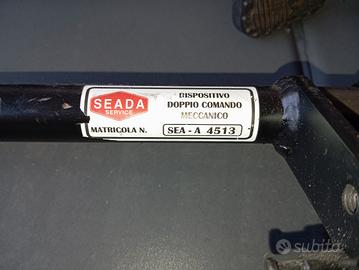 SEADA
SERVICE
DISPOSITIVO
DOPPIO COMANDO
MECCANICO
MATRICOLA N. SEA - A 4513
subito